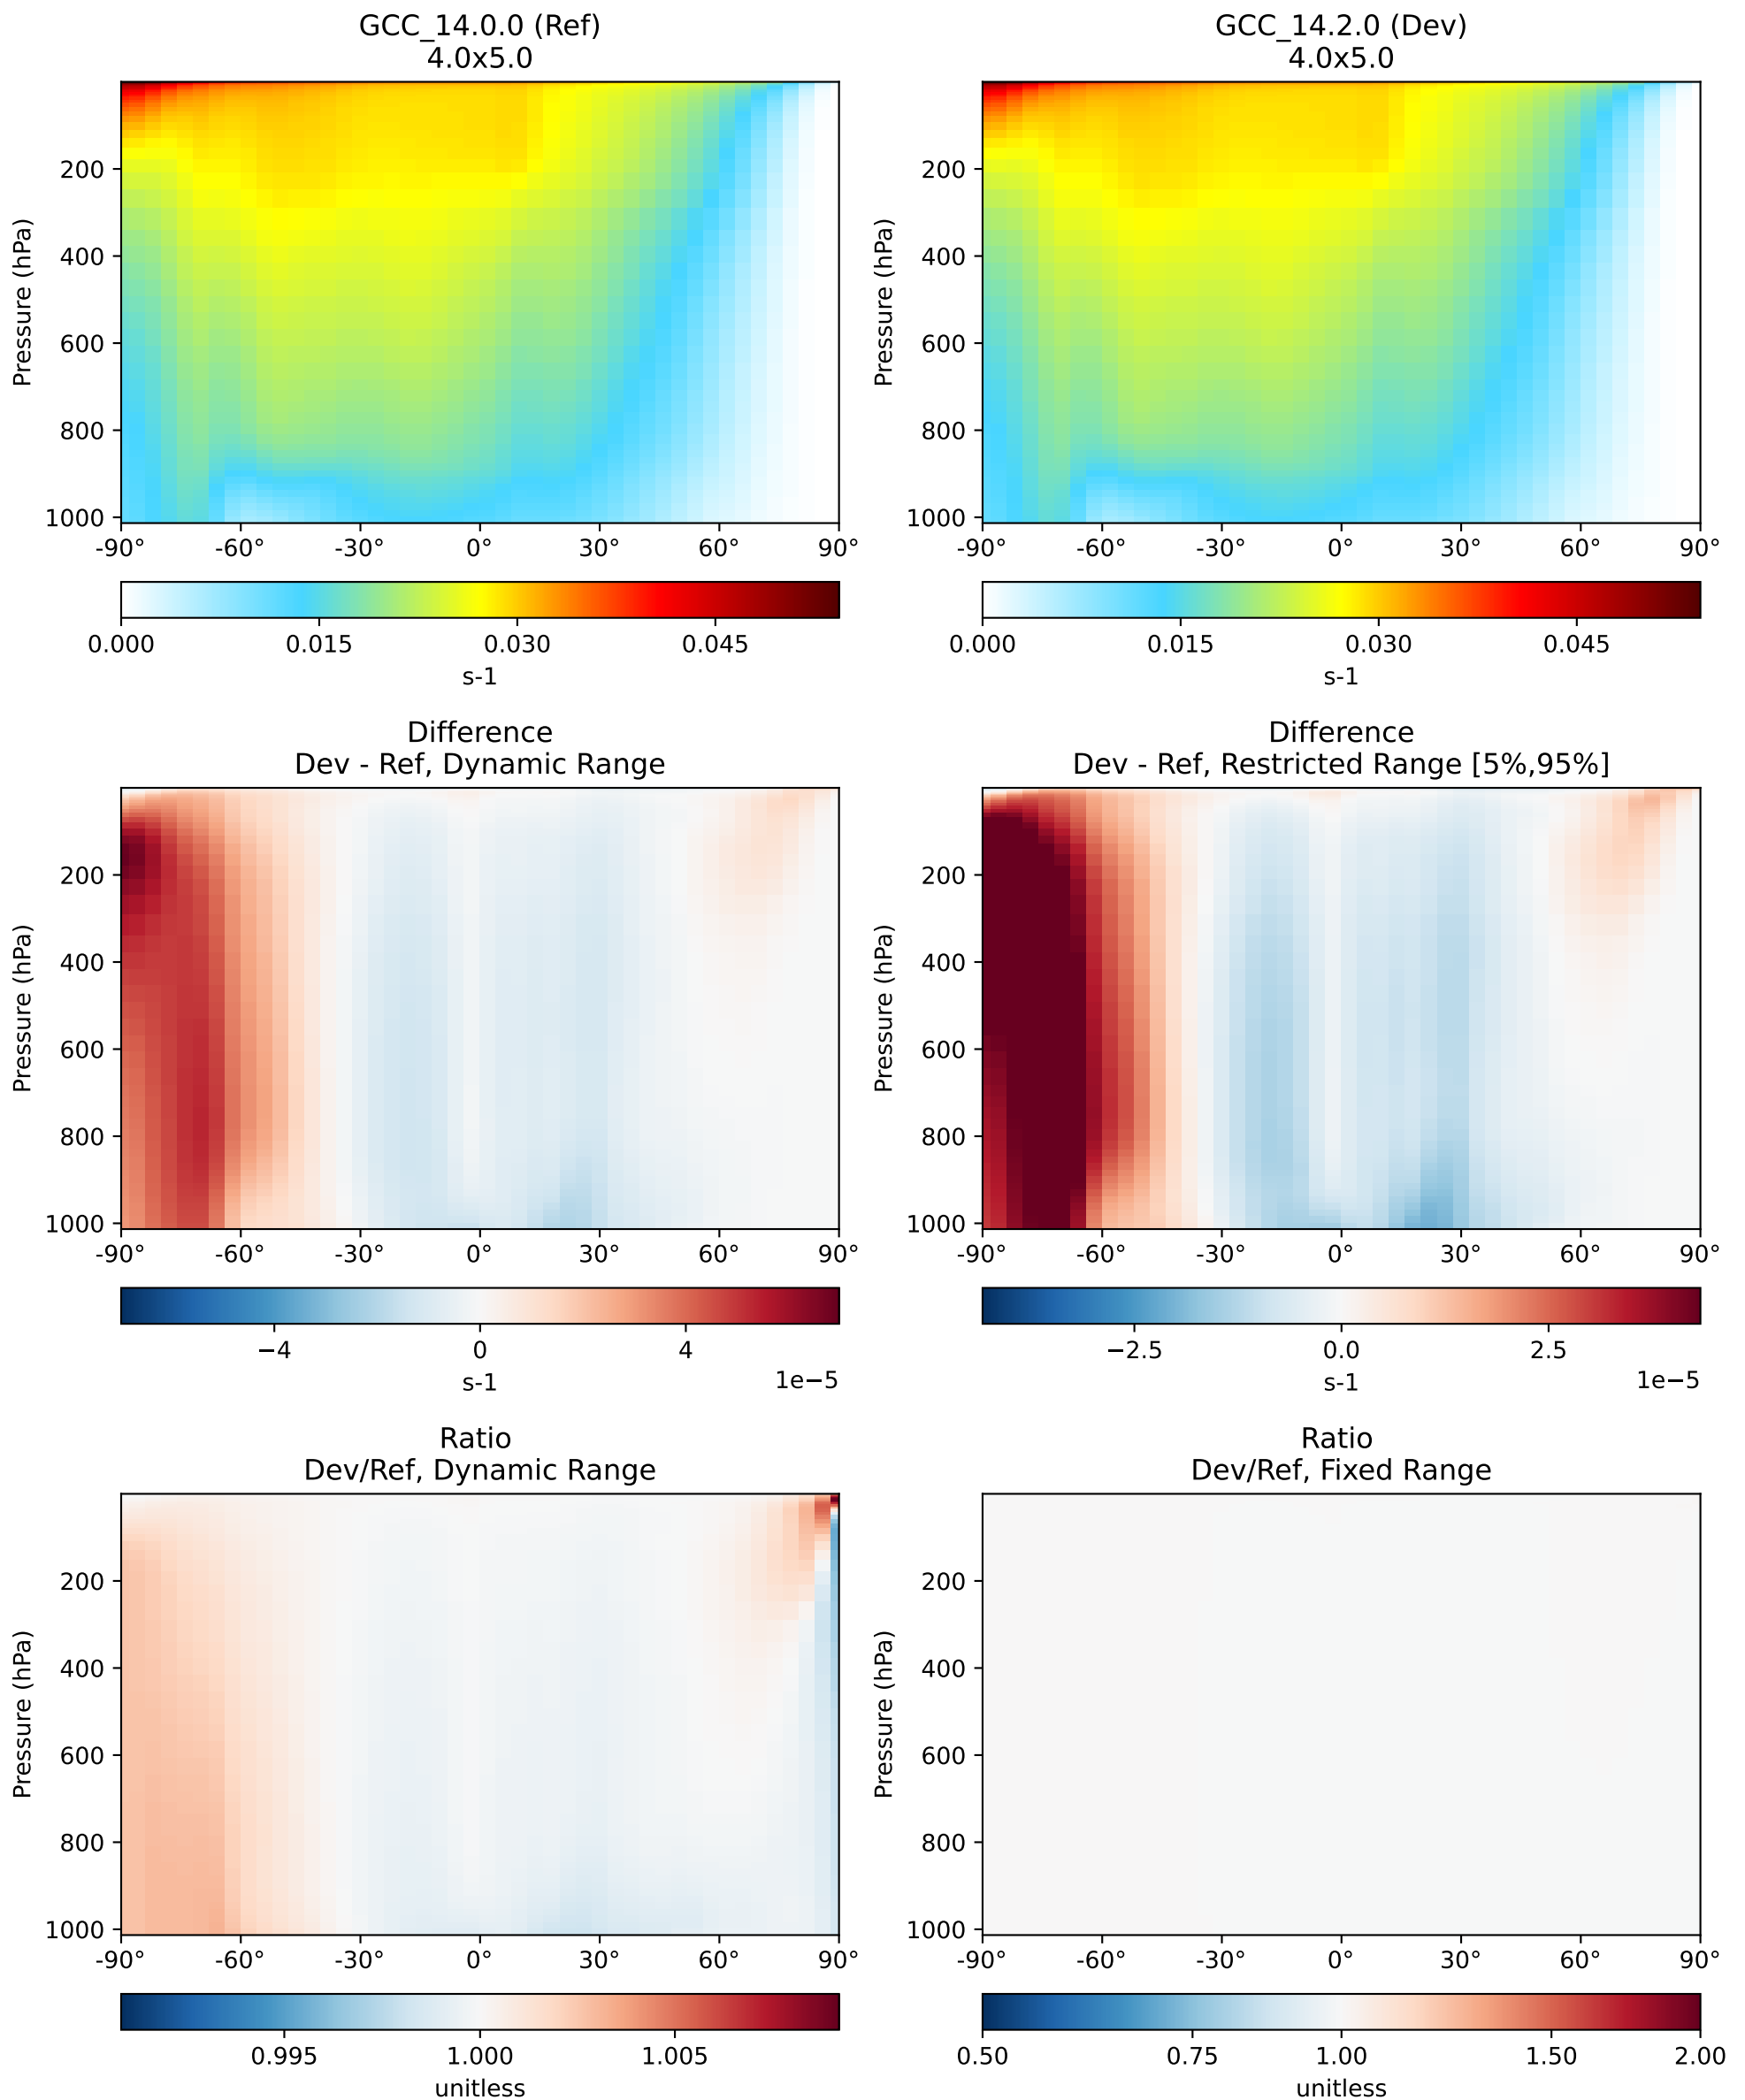 GCC_14.0.0 (Ref)
4.0x5.0
Pressure (hPa)
200
400
600
800
1000
-90° -60° -30° 0° 30° 60° 90°
0.000 0.015 0.030 0.045
s-1
GCC_14.2.0 (Dev)
4.0x5.0
Pressure (hPa)
200
400
600
800
1000
-90° -60° -30° 0° 30° 60° 90°
0.000 0.015 0.030 0.045
s-1
Difference
Dev - Ref, Dynamic Range
Pressure (hPa)
200
400
600
800
1000
-90° -60° -30° 0° 30° 60° 90°
−4 0 4
1e−5
s-1
Difference
Dev - Ref, Restricted Range [5%,95%]
Pressure (hPa)
200
400
600
800
1000
-90° -60° -30° 0° 30° 60° 90°
−2.5 0.0 2.5
1e−5
s-1
Ratio
Dev/Ref, Dynamic Range
Pressure (hPa)
200
400
600
800
1000
-90° -60° -30° 0° 30° 60° 90°
0.995 1.000 1.005
unitless
Ratio
Dev/Ref, Fixed Range
Pressure (hPa)
200
400
600
800
1000
-90° -60° -30° 0° 30° 60° 90°
0.50 0.75 1.00 1.50 2.00
unitless